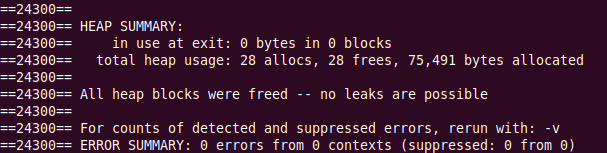 ==24300==
==24300== HEAP SUMMARY:
==24300==     in use at exit: 0 bytes in 0 blocks
==24300==   total heap usage: 28 allocs, 28 frees, 75,491 bytes allocated
==24300==
==24300== All heap blocks were freed -- no leaks are possible
==24300==
==24300== For counts of detected and suppressed errors, rerun with: -v
==24300== ERROR SUMMARY: 0 errors from 0 contexts (suppressed: 0 from 0)